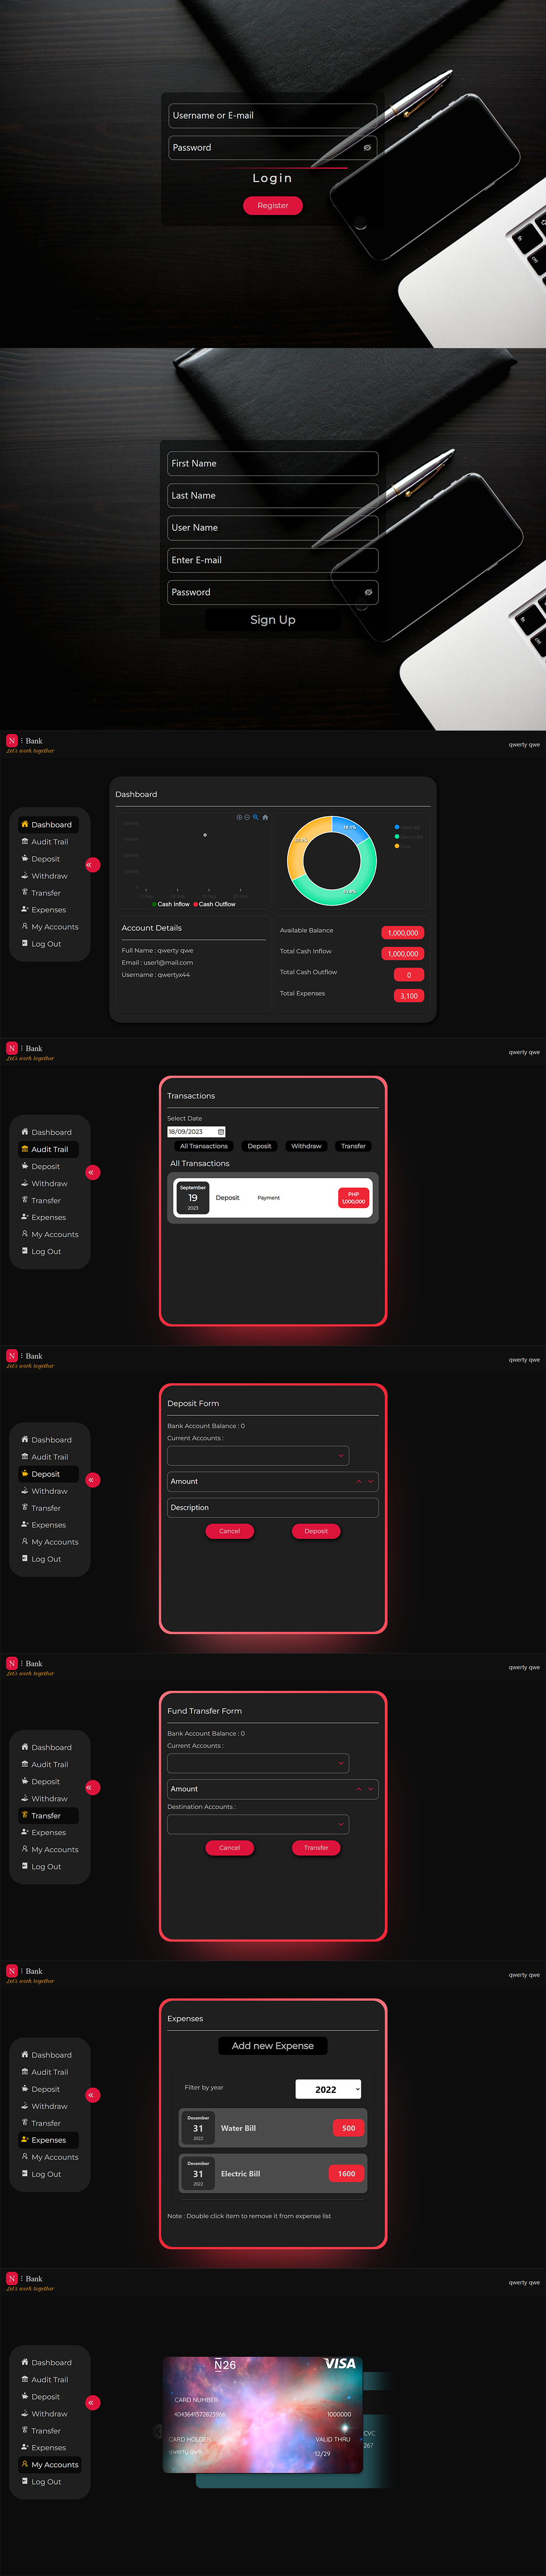 Username or E-mail
Password
Login
Register
First Name
Last Name
User Name
Enter E-mail
Password
Sign Up
N : Bank
Let's work together
qwerty qwe
Dashboard
Audit Trail
Deposit
Withdraw
Transfer
Expenses
My Accounts
Log Out
Dashboard
Cash Inflow Cash Outflow
Account Details
Full Name : qwerty qwe
Email : user1@mail.com
Username : qwertyx44
Available Balance 1,000,000
Total Cash Inflow 1,000,000
Total Cash Outflow 0
Total Expenses 3,100
N : Bank
Let's work together
qwerty qwe
Dashboard
Audit Trail
Deposit
Withdraw
Transfer
Expenses
My Accounts
Log Out
Transactions
Select Date
18/09/2023
All Transactions Deposit Withdraw Transfer
All Transactions
September
19
2023
Deposit Payment
PHP
1,000,000
N : Bank
Let's work together
qwerty qwe
Dashboard
Audit Trail
Deposit
Withdraw
Transfer
Expenses
My Accounts
Log Out
Deposit Form
Bank Account Balance : 0
Current Accounts :
Amount
Description
Cancel Deposit
N : Bank
Let's work together
qwerty qwe
Dashboard
Audit Trail
Deposit
Withdraw
Transfer
Expenses
My Accounts
Log Out
Fund Transfer Form
Bank Account Balance : 0
Current Accounts :
Amount
Destination Accounts :
Cancel Transfer
N : Bank
Let's work together
qwerty qwe
Dashboard
Audit Trail
Deposit
Withdraw
Transfer
Expenses
My Accounts
Log Out
Expenses
Add new Expense
Filter by year 2022
December
31
2022
Water Bill 500
December
31
2022
Electric Bill 1600
Note : Double click item to remove it from expense list
N : Bank
Let's work together
qwerty qwe
Dashboard
Audit Trail
Deposit
Withdraw
Transfer
Expenses
My Accounts
Log Out
N26 VISA
CARD NUMBER
4043641572823966 1000000
CARD HOLDER VALID THRU
qwerty qwe 12/29
CVC
267